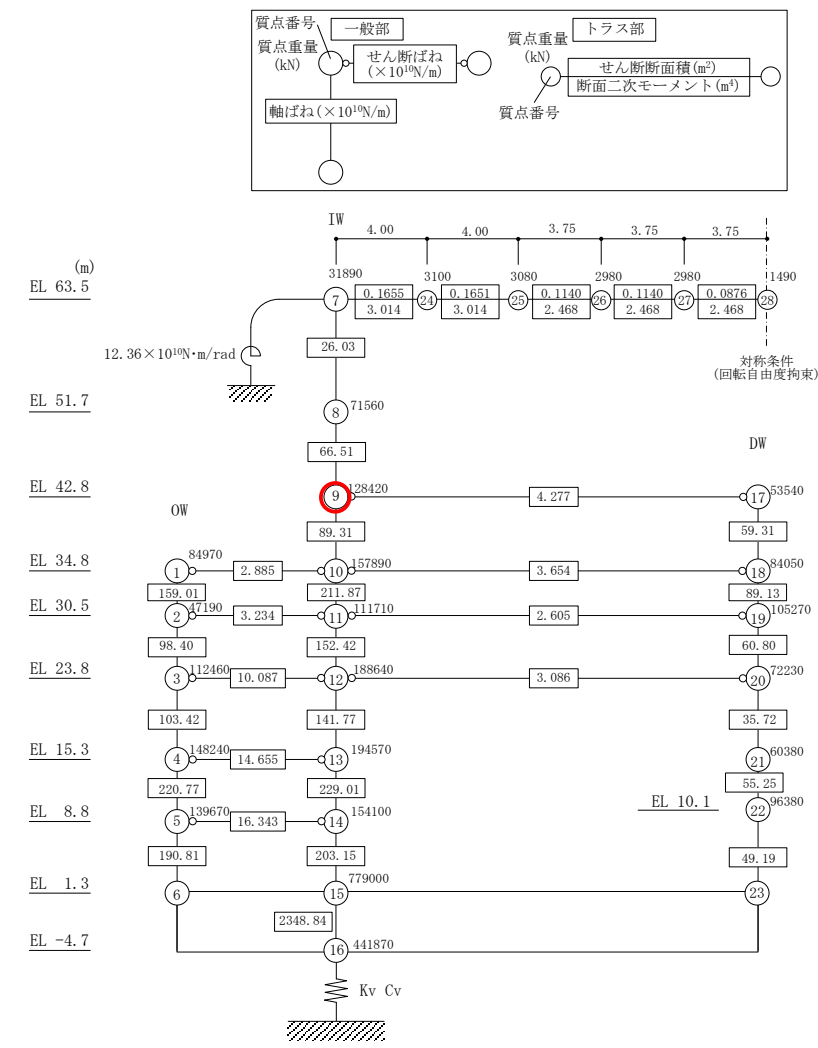 質点番号
一般部
質点重量
(kN)
せん断ばね
(×10¹⁰N/m)
軸ばね(×10¹⁰N/m)
質点重量
(kN)
トラス部
せん断断面積(m²)
断面二次モーメント(m⁴)
質点番号
IW
4.00 4.00 3.75 3.75 3.75
(m)
31890 3100 3080 2980 2980 1490
EL 63.5
7 24 25 26 27 28
0.1655 0.1651 0.1140 0.1140 0.0876
3.014 3.014 2.468 2.468 2.468
12.36×10¹⁰N・m/rad
26.03
対称条件
(回転自由度拘束)
EL 51.7
8 71560
66.51
DW
EL 42.8
9 128420 4.277 17 53540
OW
89.31 59.31
EL 34.8
1 84970 2.885 10 157890 3.654 18 84050
159.01 211.87 89.13
EL 30.5
2 47190 3.234 11 111710 2.605 19 105270
98.40 152.42 60.80
EL 23.8
3 112460 10.087 12 188640 3.086 20 72230
103.42 141.77 35.72
EL 15.3
4 148240 14.655 13 194570 21 60380
220.77 229.01 55.25
EL 8.8
5 139670 16.343 14 154100
EL 10.1
22 96380
190.81 203.15 49.19
EL 1.3
6 15 779000 23
2348.84
EL -4.7
16 441870
Kv Cv